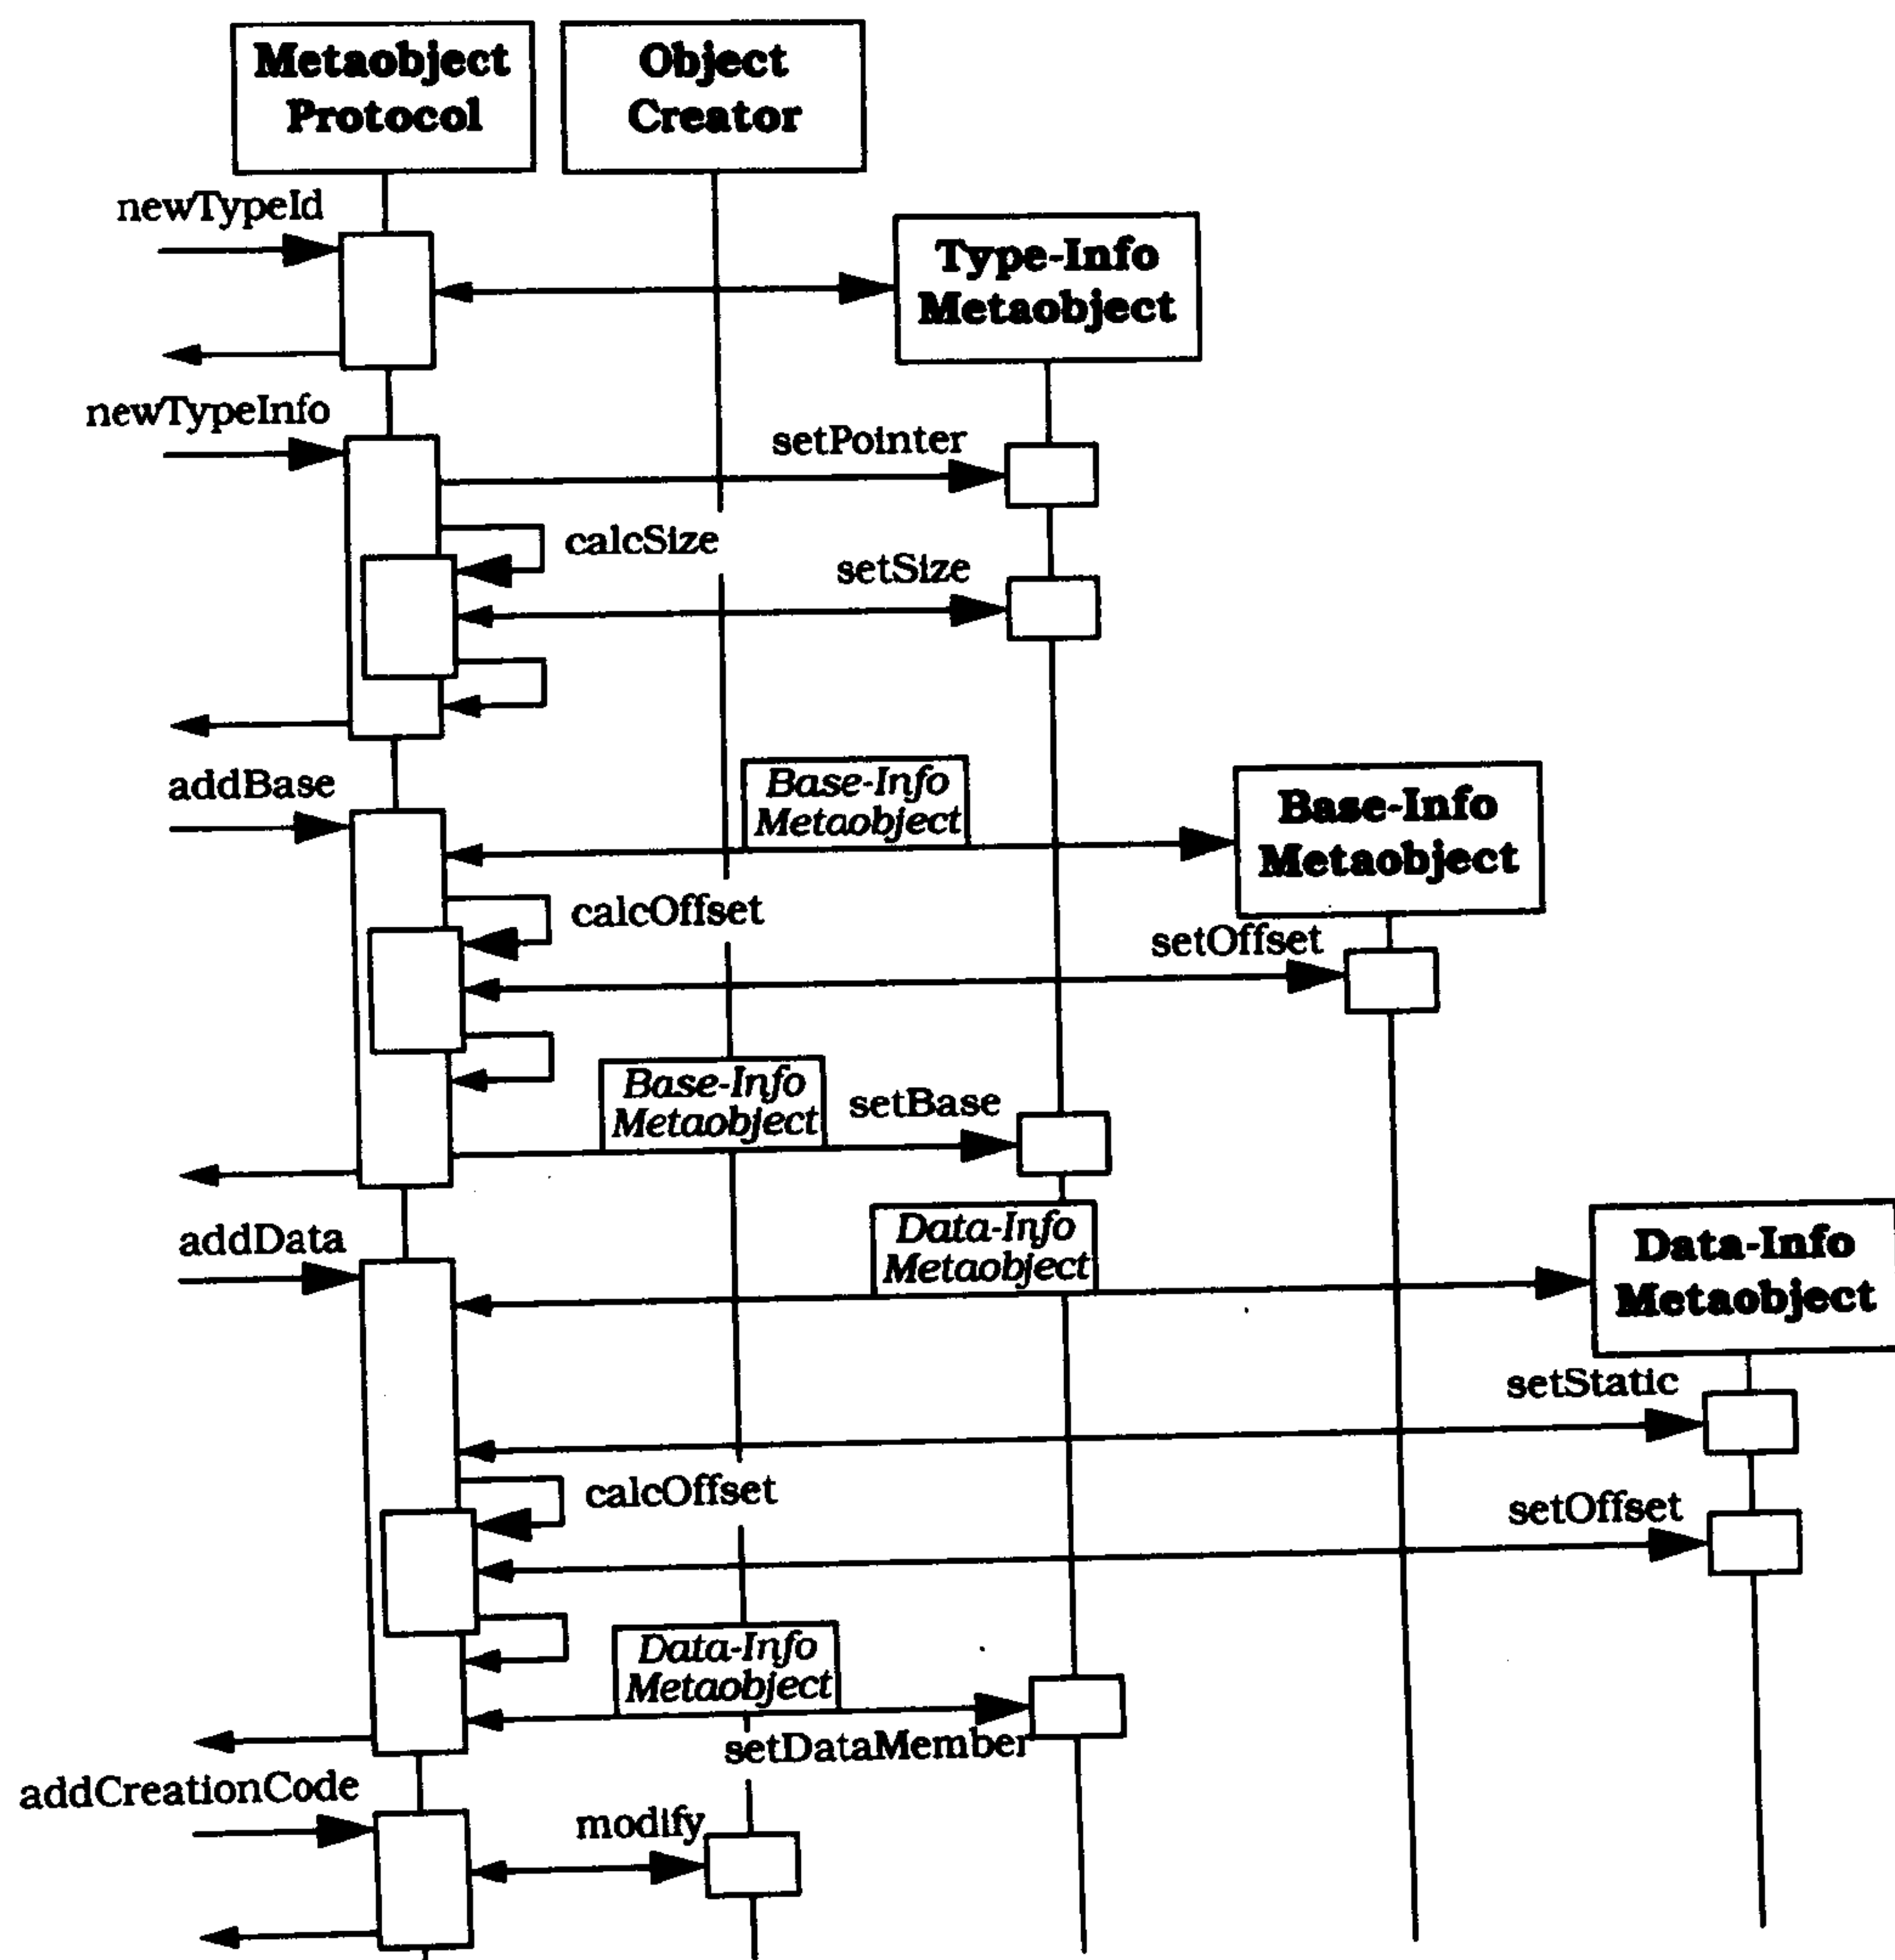 Metaobject
Protocol
Object
Creator
newTypeId
Type-Info
Metaobject
newTypeInfo
setPointer
calcSize
setSize
addBase
Base-Info
Metaobject
Base-Info
Metaobject
calcOffset
setOffset
Base-Info
Metaobject
setBase
addData
Data-Info
Metaobject
Data-Info
Metaobject
setStatic
calcOffset
setOffset
Data-Info
Metaobject
setDataMember
addCreationCode
modify